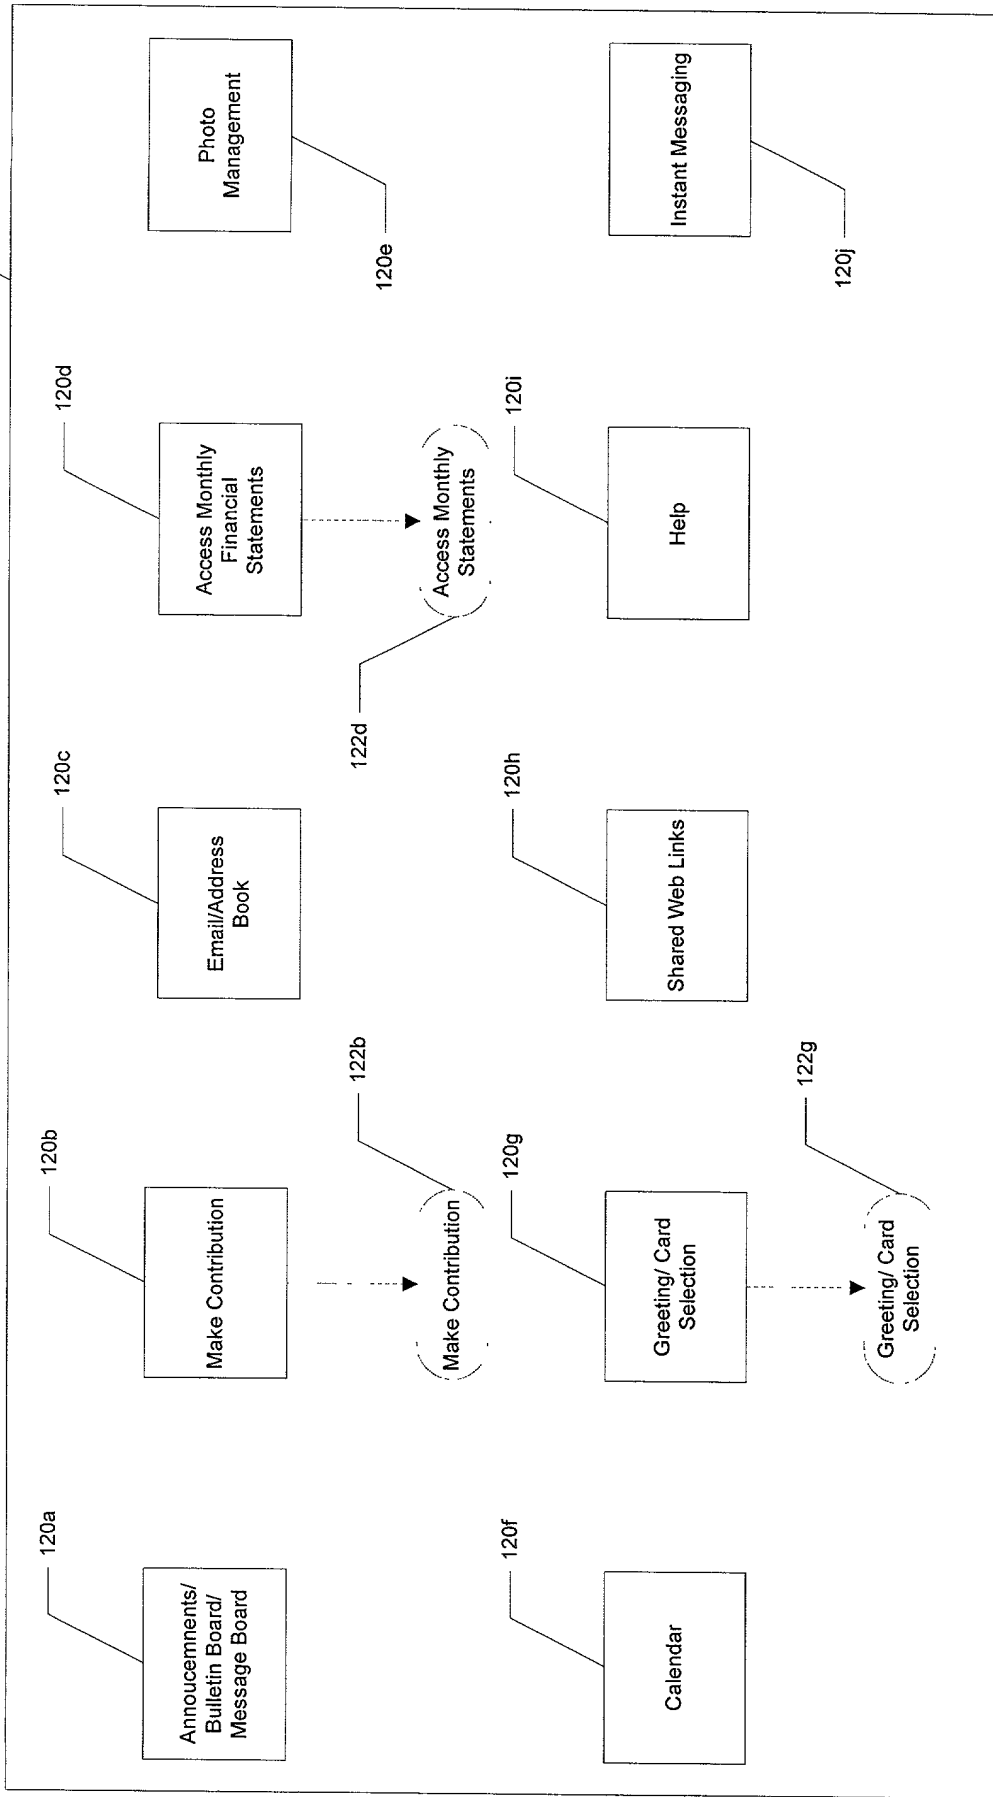 120a
Annoucemnents/
Bulletin Board/
Message Board
120b
Make Contribution
122b
Make Contribution
120c
Email/Address
Book
120d
Access Monthly
Financial
Statements
122d
Access Monthly
Statements
Photo
Management
120e
120f
Calendar
120g
Greeting/ Card
Selection
122g
Greeting/ Card
Selection
120h
Shared Web Links
120i
Help
Instant Messaging
120j